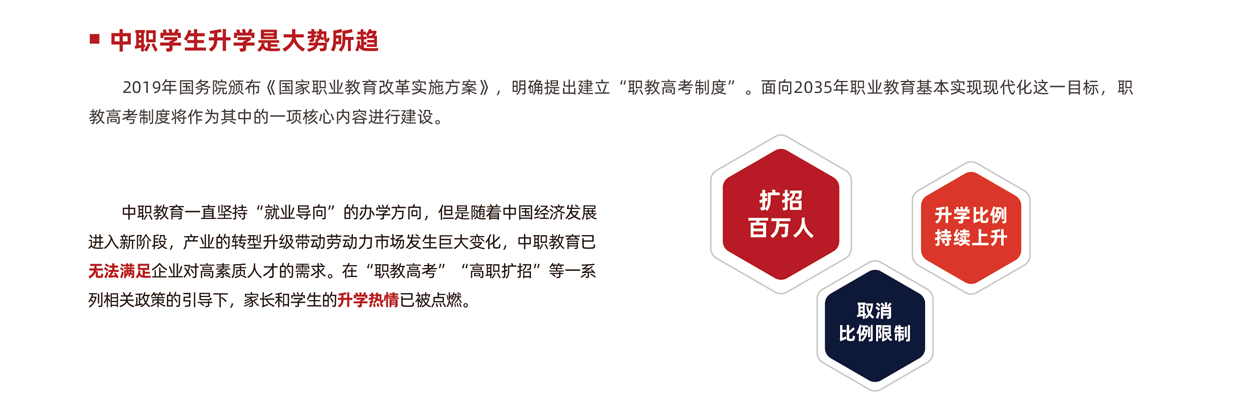 中职学生升学是大势所趋
2019年国务院颁布《国家职业教育改革实施方案》，明确提出建立“职教高考制度”。面向2035年职业教育基本实现现代化这一目标，职
教高考制度将作为其中的一项核心内容进行建设。
中职教育一直坚持“就业导向”的办学方向，但是随着中国经济发展
进入新阶段，产业的转型升级带动劳动力市场发生巨大变化，中职教育已
无法满足企业对高素质人才的需求。在“职教高考”“高职扩招”等一系
列相关政策的引导下，家长和学生的升学热情已被点燃。
扩招
百万人
升学比例
持续上升
取消
比例限制